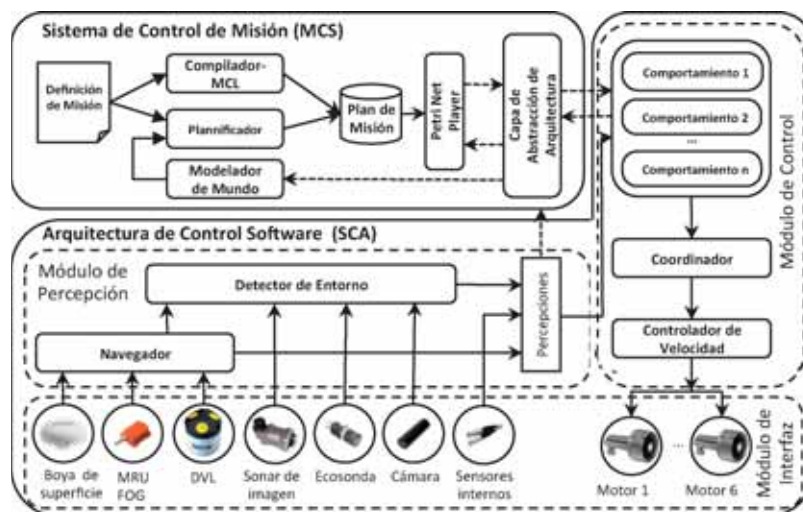 Sistema de Control de Misión (MCS)
Definición
de Misión
Compilador-
MCL
Plannificador
Modelador
de Mundo
Plan de
Misión
Petri Net
Player
Capa de
Abstracción de
Arquitectura
Comportamiento 1
Comportamiento 2
...
Comportamiento n
Módulo de Control
Coordinador
Controlador de
Velocidad
Arquitectura de Control Software (SCA)
Módulo de
Percepción
Detector de Entorno
Navegador
Percepciones
Boya de
superficie
MRU
FOG
DVL
Sonar de
imagen
Ecosonda
Cámara
Sensores
internos
Motor 1
...
Motor 6
Módulo de
Interfaz